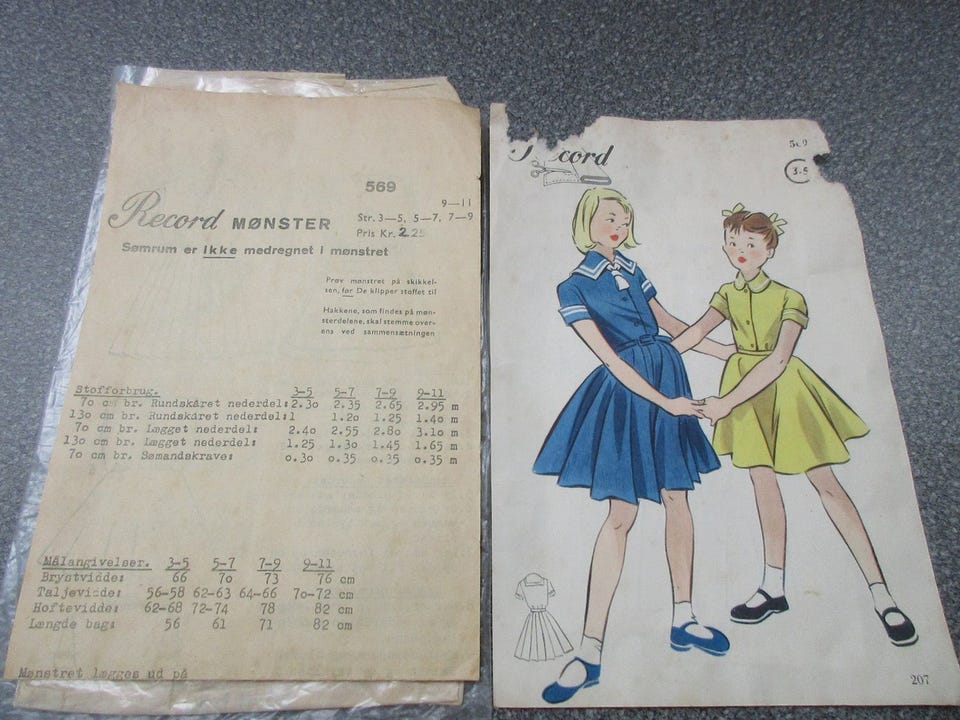 569
9—11
Record MØNSTER
Str. 3—5, 5—7, 7—9
Pris Kr. 2.25
Sømrum er Ikke medregnet i mønstret
Prøv mønstret på skikkel-
sen, før De klipper stoffet til
Hakkene, som findes på møn-
sterdelene, skal stemme over-
ens ved sammensætningen
Stofforbrug. 3-5 5-7 7-9 9-11
70 cm br. Rundskåret nederdel: 2.30 2.35 2.65 2.95 m
130 cm br. Rundskåret nederdel: 1 1.20 1.25 1.40 m
70 cm br. Lægget nederdel: 2.40 2.55 2.80 3.10 m
130 cm br. Lægget nederdel: 1.25 1.30 1.45 1.65 m
70 cm br. Sømandskrave: 0.30 0.35 0.35 0.35 m
Målangivelser. 3-5 5-7 7-9 9-11
Brystvidde: 66 70 73 76 cm
Taljevidde: 56-58 62-63 64-66 70-72 cm
Hoftevidde: 62-68 72-74 78 82 cm
Længde bag: 56 61 71 82 cm
Mønstret lægges ud på
cord
569
3-5
207